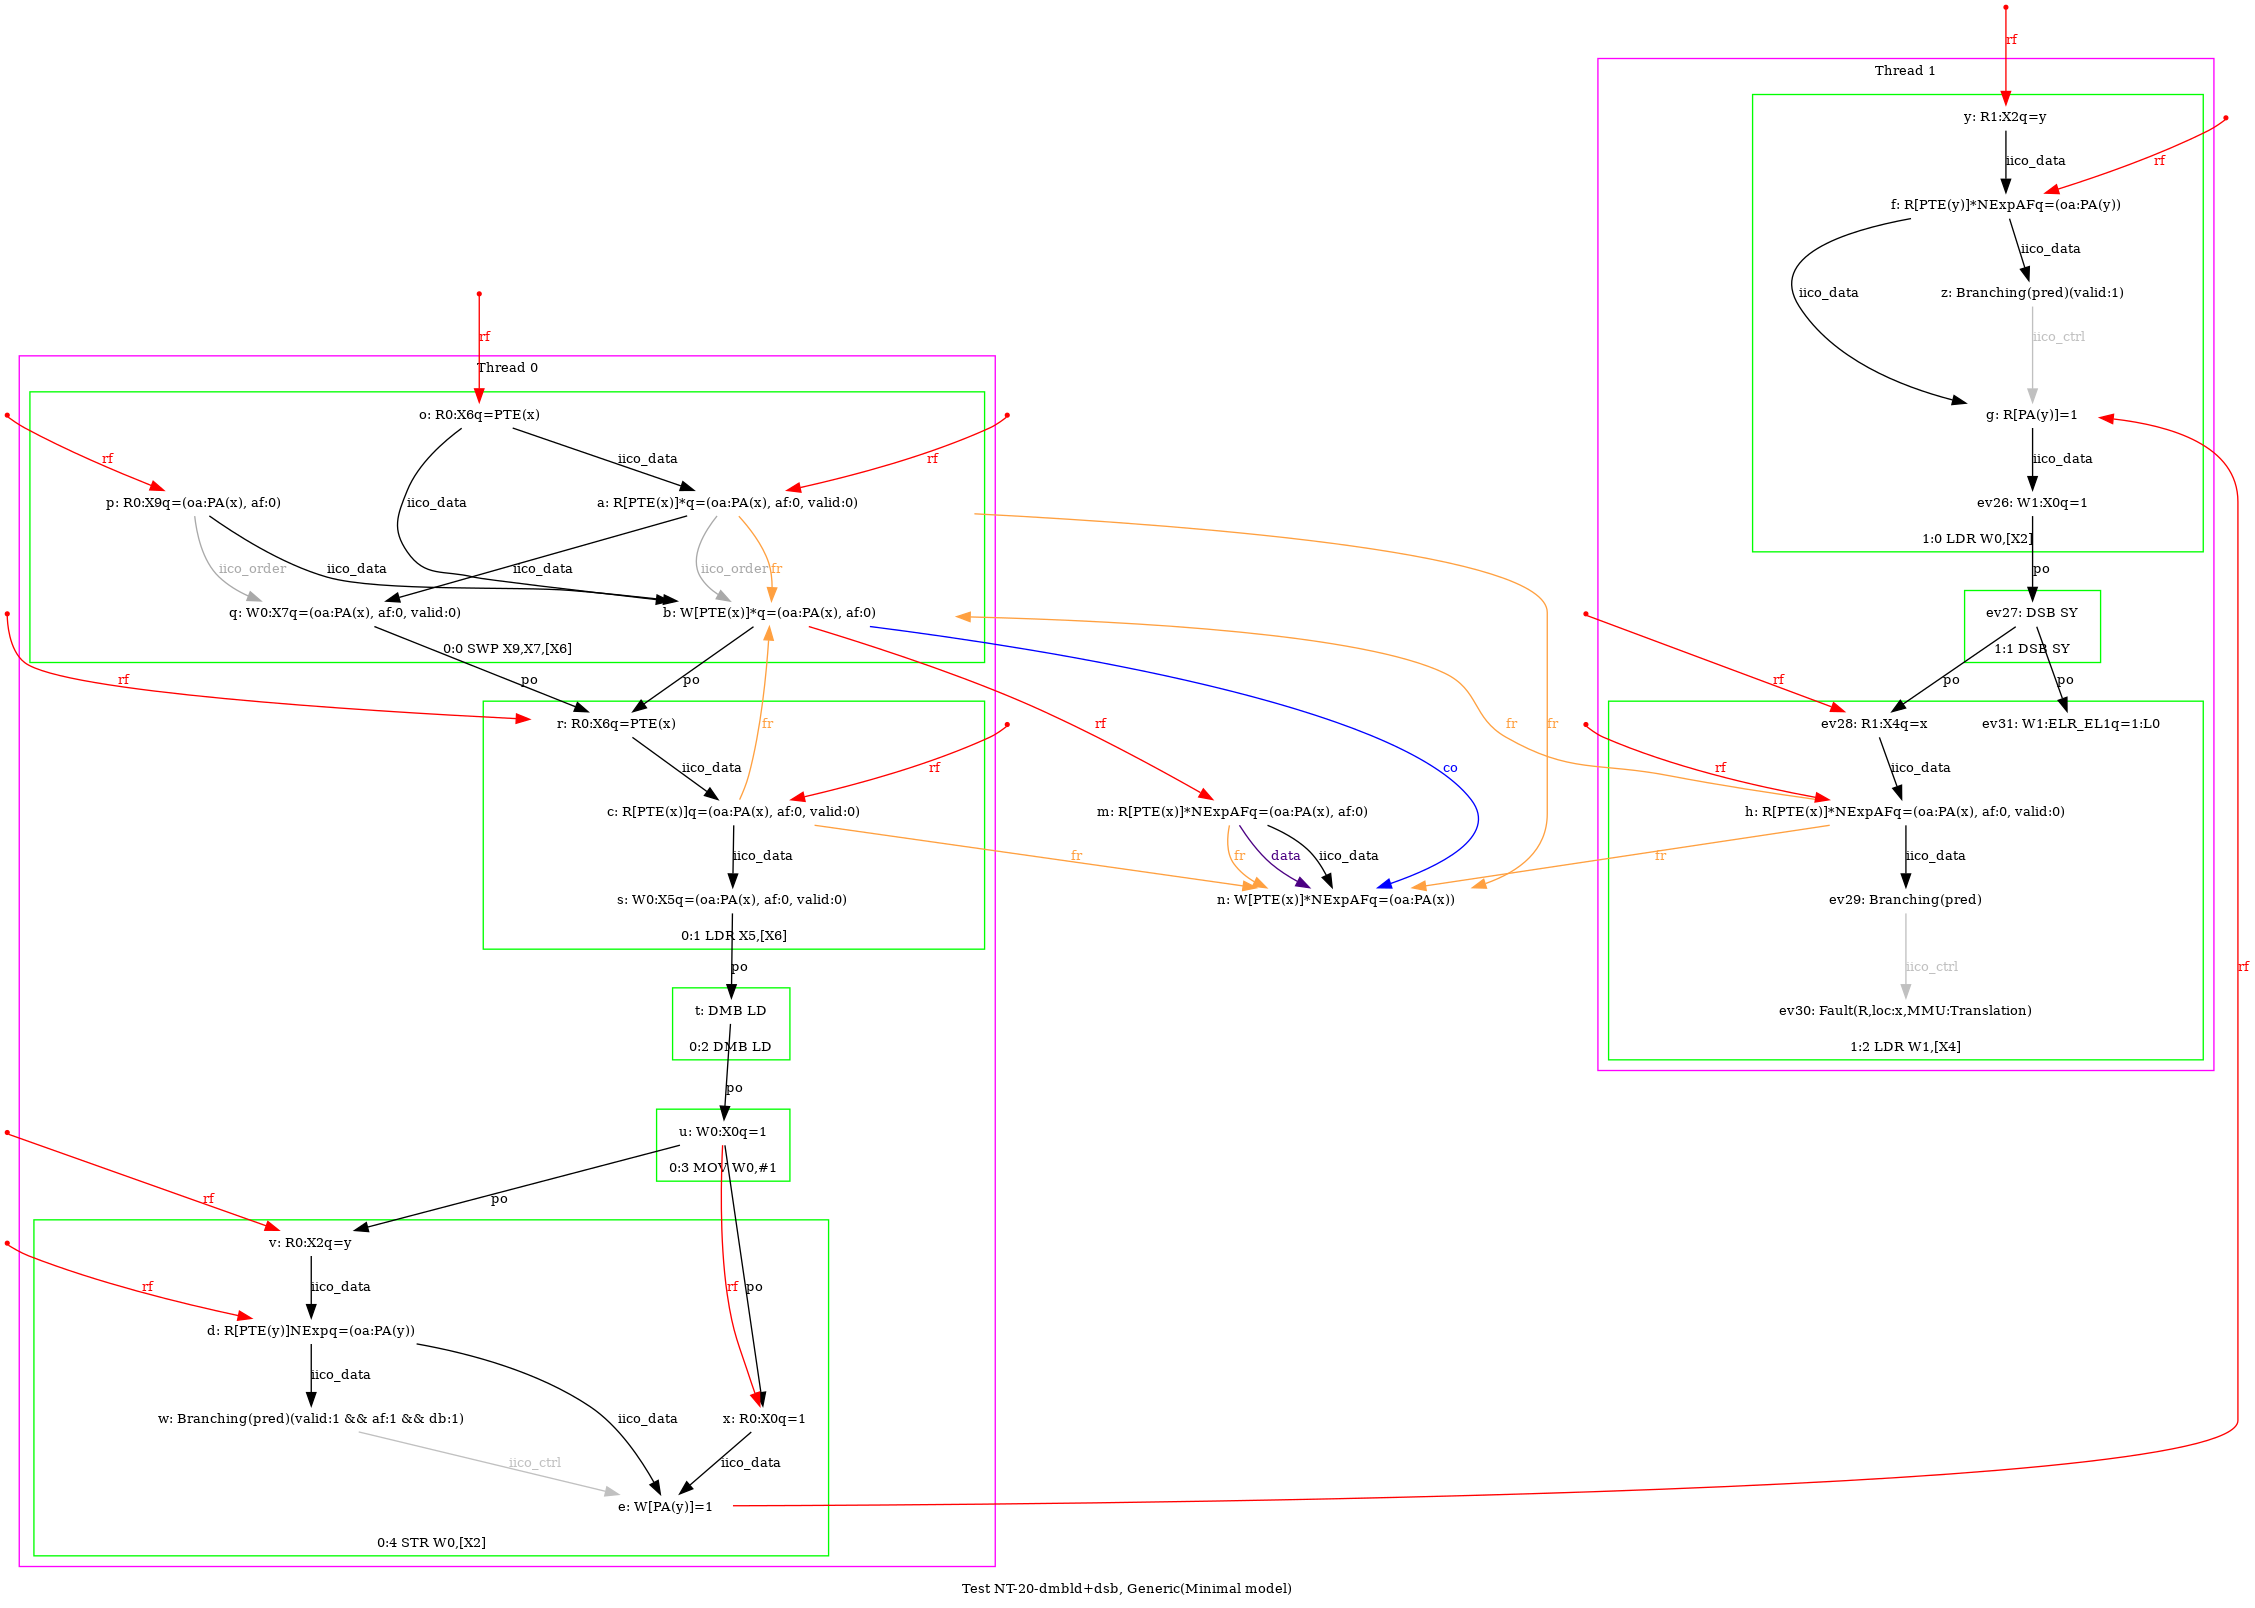 rf
Thread 1
y: R1:X2q=y
iico_data
rf
f: R[PTE(y)]*NExpAFq=(oa:PA(y))
iico_data
iico_data
z: Branching(pred)(valid:1)
iico_ctrl
g: R[PA(y)]=1
iico_data
ev26: W1:X0q=1
1:0 LDR W0,[X2]
po
ev27: DSB SY
1:1 DSB SY
po
po
rf
ev28: R1:X4q=x
ev31: W1:ELR_EL1q=1:L0
rf
iico_data
h: R[PTE(x)]*NExpAFq=(oa:PA(x), af:0, valid:0)
iico_data
ev29: Branching(pred)
iico_ctrl
ev30: Fault(R,loc:x,MMU:Translation)
1:2 LDR W1,[X4]
rf
rf
Thread 0
o: R0:X6q=PTE(x)
rf
iico_data
rf
p: R0:X9q=(oa:PA(x), af:0)
iico_data
a: R[PTE(x)]*q=(oa:PA(x), af:0, valid:0)
iico_order
iico_data
iico_data
iico_order
fr
q: W0:X7q=(oa:PA(x), af:0, valid:0)
b: W[PTE(x)]*q=(oa:PA(x), af:0)
0:0 SWP X9,X7,[X6]
rf
po
po
r: R0:X6q=PTE(x)
fr
rf
fr
fr
iico_data
rf
co
c: R[PTE(x)]q=(oa:PA(x), af:0, valid:0)
m: R[PTE(x)]*NExpAFq=(oa:PA(x), af:0)
iico_data
fr
fr
data
iico_data
fr
s: W0:X5q=(oa:PA(x), af:0, valid:0)
n: W[PTE(x)]*NExpAFq=(oa:PA(x))
0:1 LDR X5,[X6]
po
t: DMB LD
0:2 DMB LD
po
u: W0:X0q=1
0:3 MOV W0,#1
rf
po
v: R0:X2q=y
rf
iico_data
rf
po
d: R[PTE(y)]NExpq=(oa:PA(y))
iico_data
iico_data
w: Branching(pred)(valid:1 && af:1 && db:1)
x: R0:X0q=1
iico_ctrl
iico_data
e: W[PA(y)]=1
0:4 STR W0,[X2]
Test NT-20-dmbld+dsb, Generic(Minimal model)